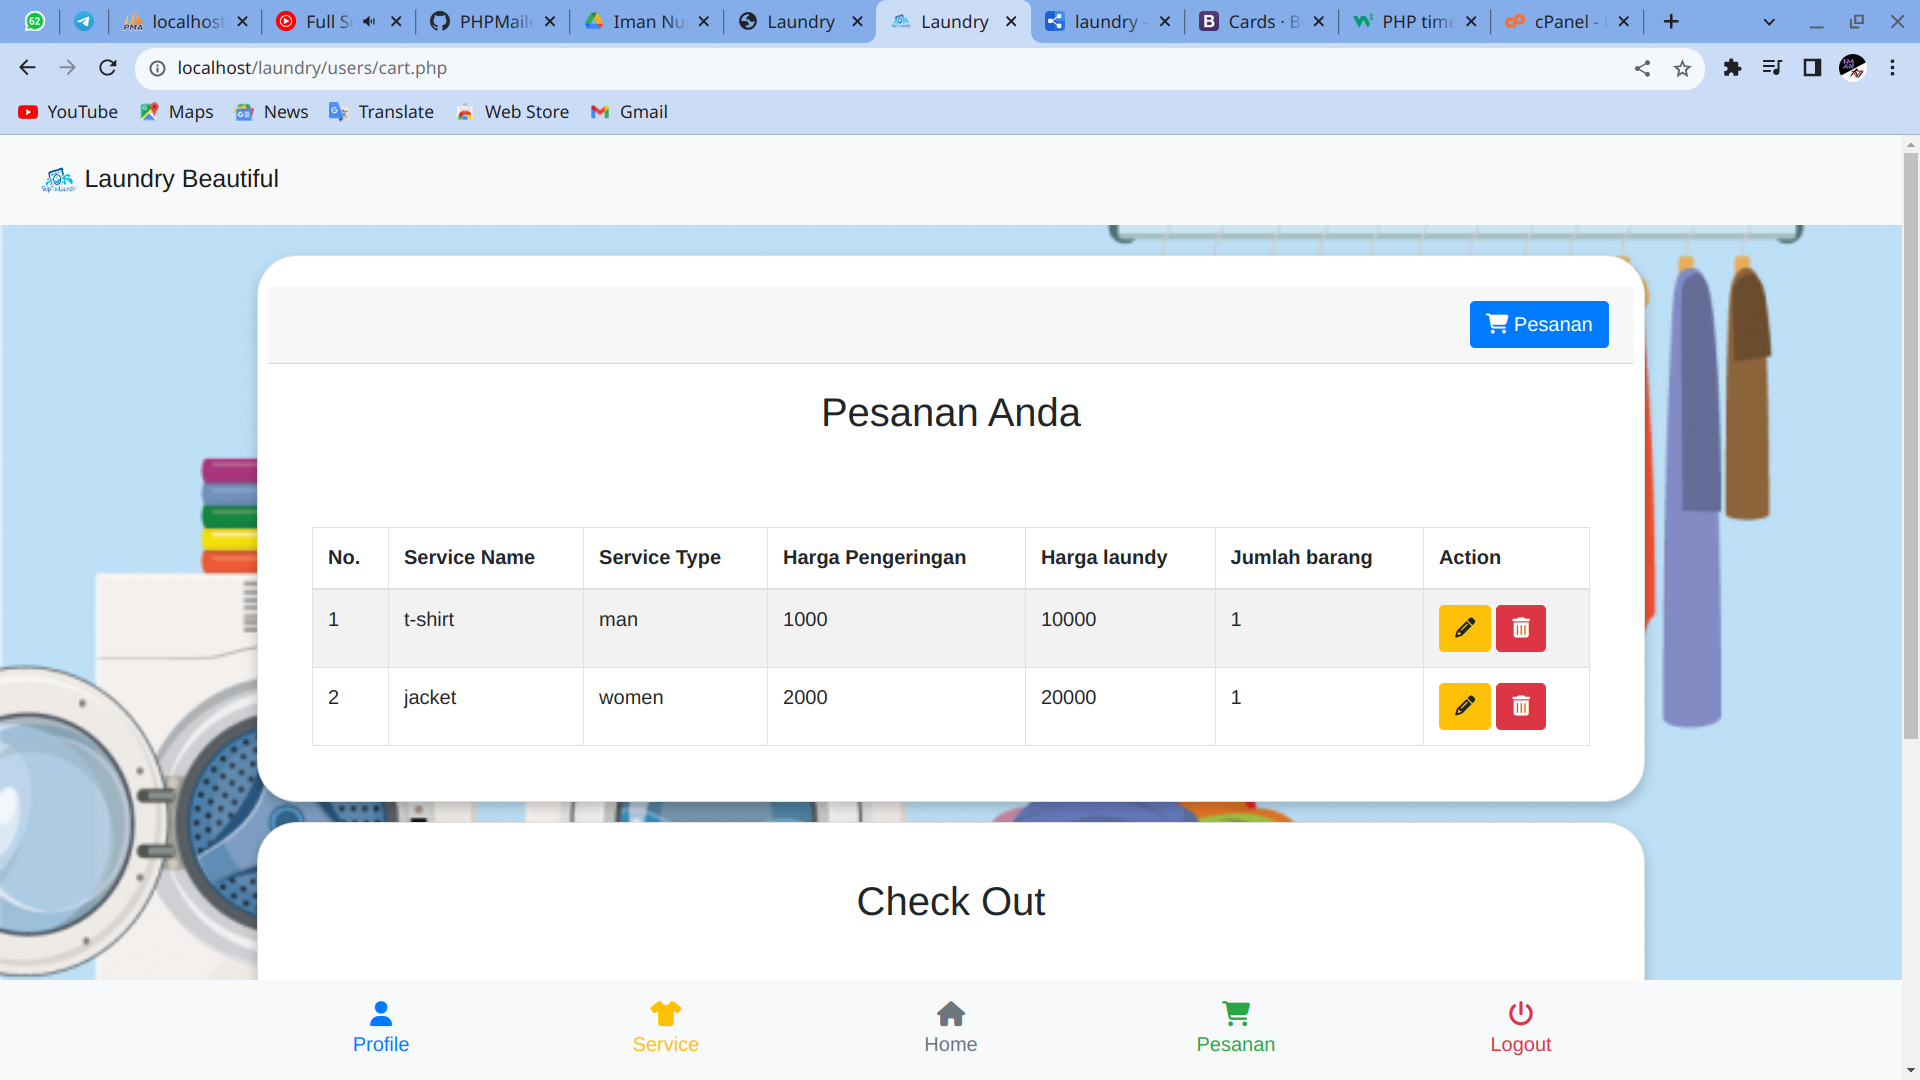 62
localhost
Full S
PHPMaile
Iman Nu
Laundry
Laundry
laundry -
B
Cards · B
PHP time
cPanel -
localhost/laundry/users/cart.php
YouTube
Maps
News
Translate
Web Store
Gmail
Laundry Beautiful
Pesanan
Pesanan Anda
No. Service Name Service Type Harga Pengeringan Harga laundy Jumlah barang Action
1 t-shirt man 1000 10000 1
2 jacket women 2000 20000 1
Check Out
Profile
Service
Home
Pesanan
Logout